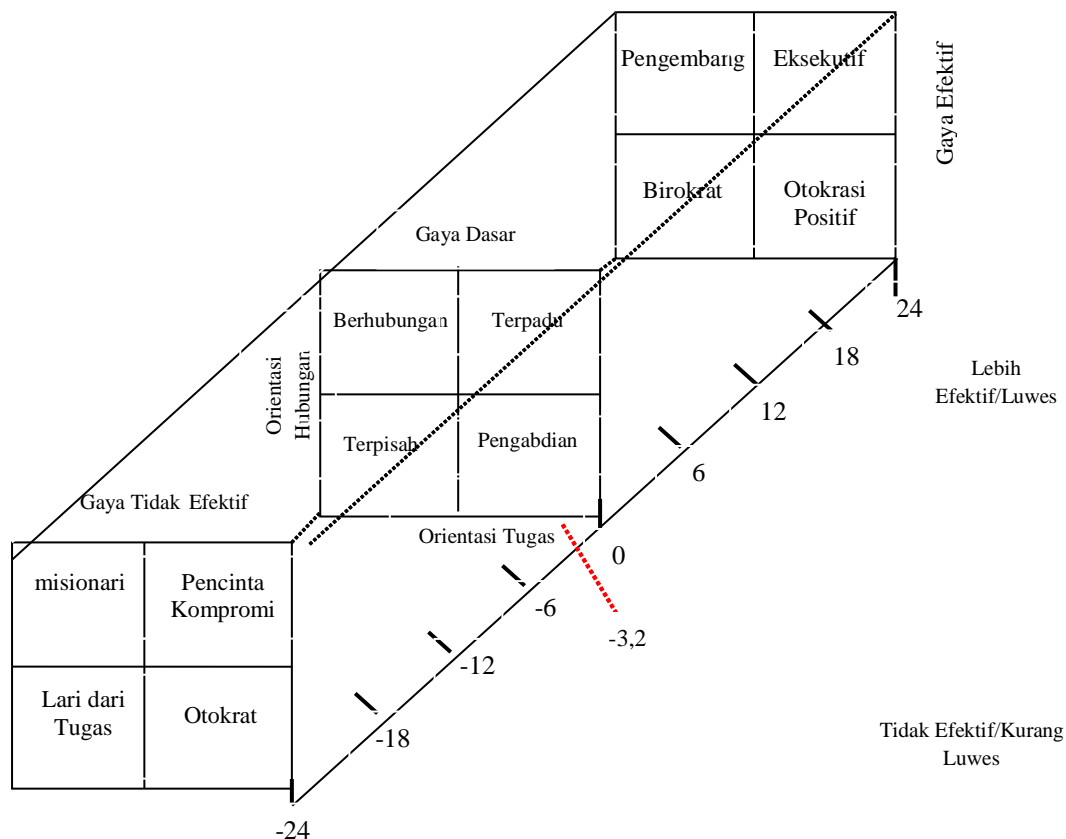 Pengembang
Eksekutif
Gaya Efektif
Birokrat
Otokrasi
Positif
Gaya Dasar
24
Berhubungan
Terpadu
18
Lebih
Efektif/Luwes
Orientasi
Hubungan
12
Terpisah
Pengabdian
6
Gaya Tidak Efektif
Orientasi Tugas
0
misionari
Pencinta
Kompromi
-6
-3,2
-12
Lari dari
Tugas
Otokrat
-18
Tidak Efektif/Kurang
Luwes
-24